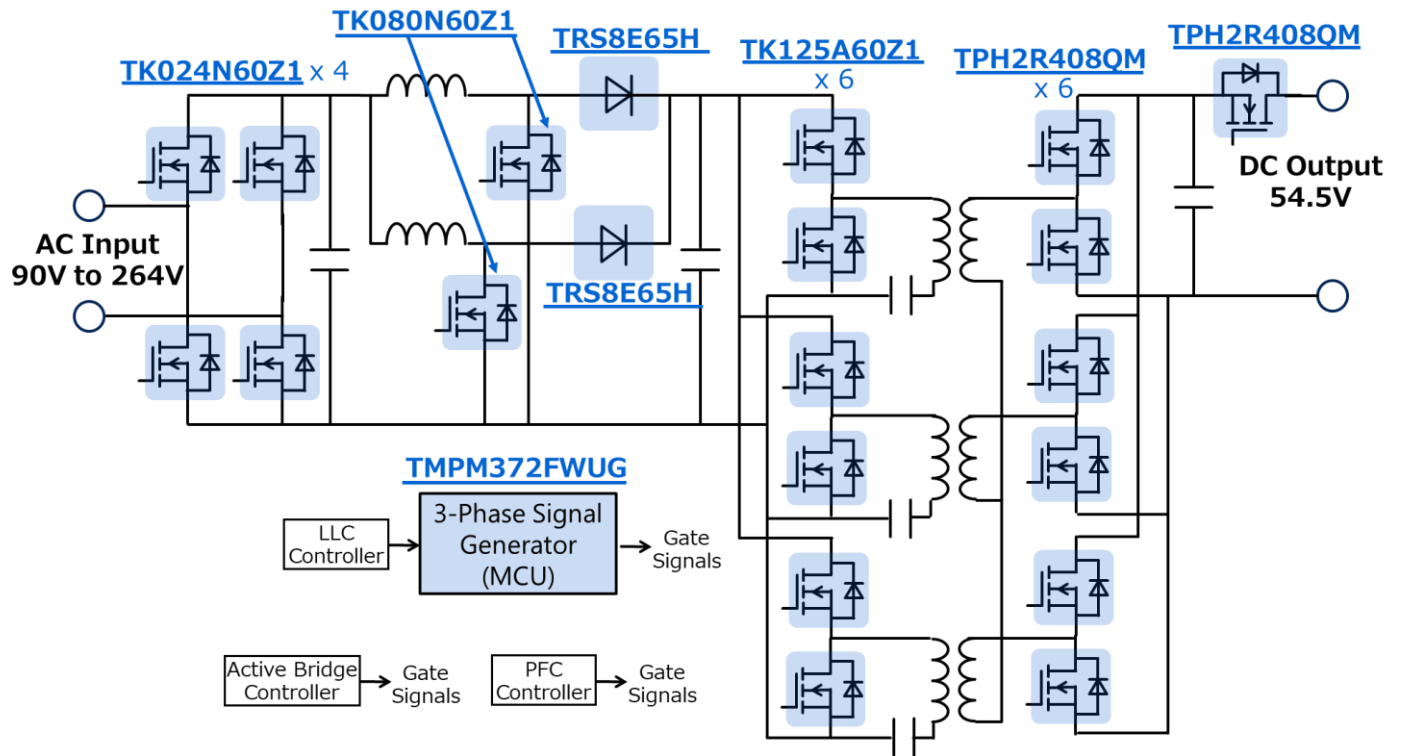 TK080N60Z1
TRS8E65H
TK024N60Z1 x 4
TK125A60Z1
x 6
TPH2R408QM
x 6
TPH2R408QM
AC Input
90V to 264V
TRS8E65H
DC Output
54.5V
TMPM372FWUG
LLC
Controller
3-Phase Signal
Generator
(MCU)
Gate
Signals
Active Bridge
Controller
Gate
Signals
PFC
Controller
Gate
Signals